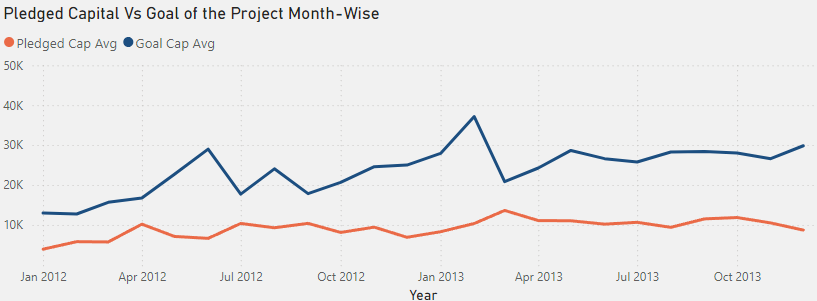 Pledged Capital Vs Goal of the Project Month-Wise
Pledged Cap Avg Goal Cap Avg
50K
40K
30K
20K
10K
Jan 2012 Apr 2012 Jul 2012 Oct 2012 Jan 2013 Apr 2013 Jul 2013 Oct 2013
Year